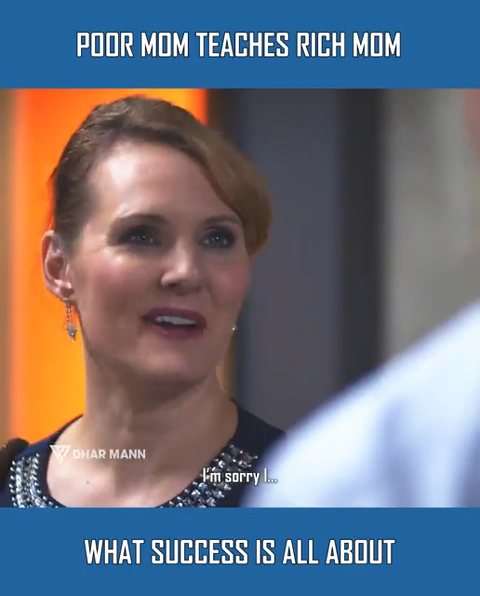 POOR MOM TEACHES RICH MOM
DHAR MANN
I'm sorry I...
WHAT SUCCESS IS ALL ABOUT